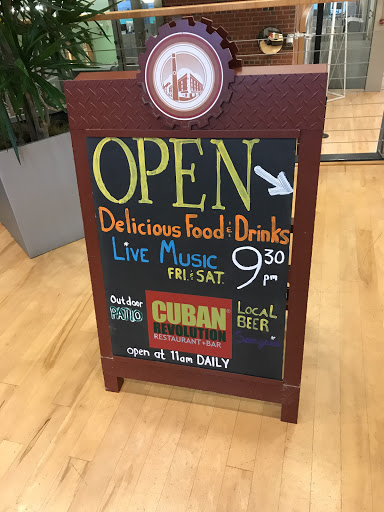 OPEN
Delicious Food & Drinks
Live Music
FRI & SAT.
9 30 pm
Outdoor
PATIO
CUBAN
REVOLUTION
RESTAURANT • BAR
LOCAL
BEER
open at 11am DAILY